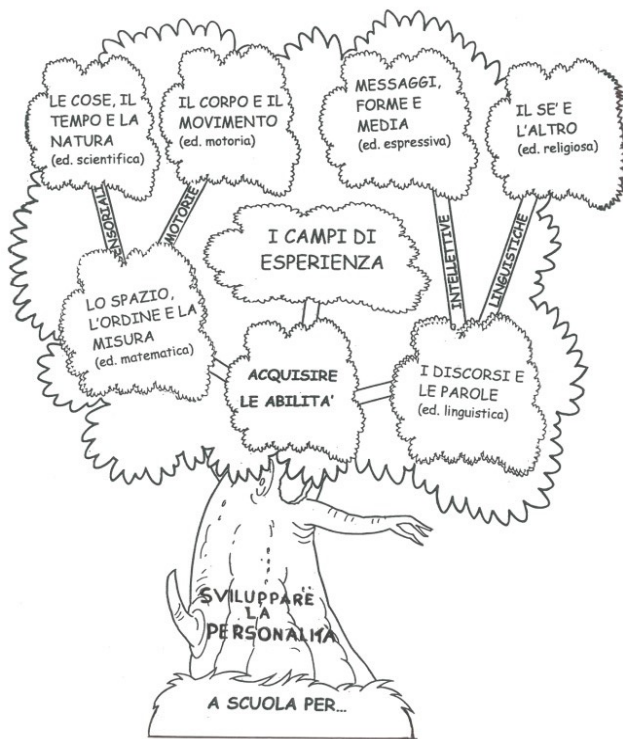 LE COSE, IL
TEMPO E LA
NATURA
(ed. scientifica)
IL CORPO E IL
MOVIMENTO
(ed. motoria)
MESSAGGI,
FORME E
MEDIA
(ed. espressiva)
IL SE' E
L'ALTRO
(ed. religiosa)
ENSORIAL
MOTORIE
INTELLETTIVE
LINGUISTICHE
I CAMPI DI
ESPERIENZA
LO SPAZIO,
L'ORDINE E LA
MISURA
(ed. matematica)
ACQUISIRE
LE ABILITA'
I DISCORSI E
LE PAROLE
(ed. linguistica)
SVILUPPARE
LA
PERSONALITÀ
A SCUOLA PER...